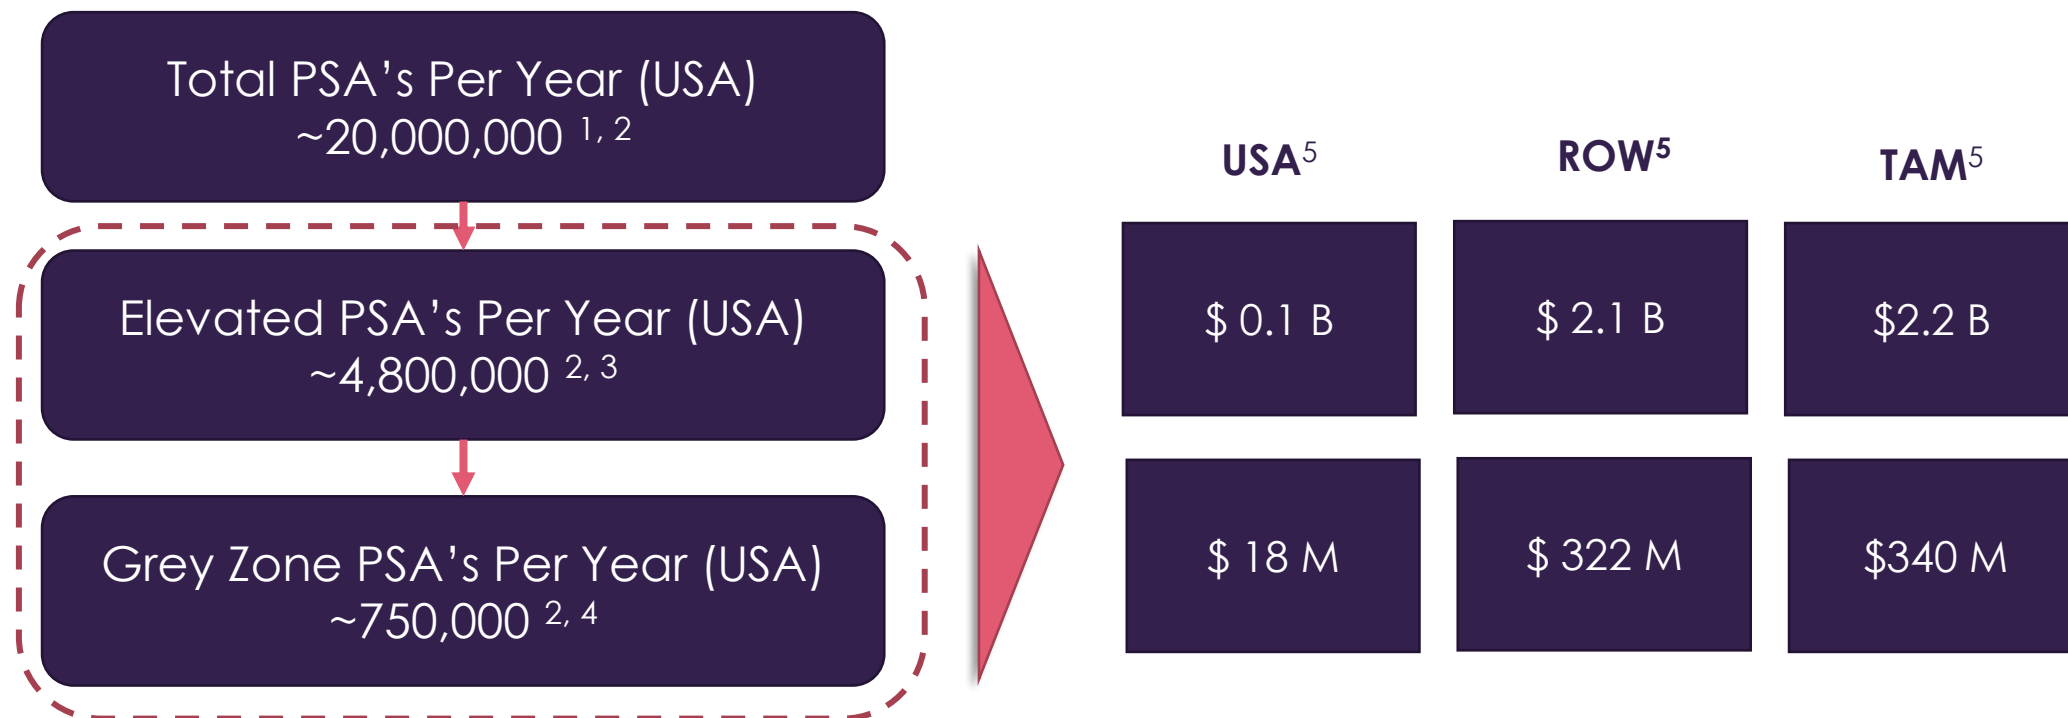 Total PSA's Per Year (USA)
~20,000,000 1, 2
Elevated PSA's Per Year (USA)
~4,800,000 2, 3
Grey Zone PSA's Per Year (USA)
~750,000 2, 4
USA5
ROW5
TAM5
$ 0.1 B
$ 2.1 B
$2.2 B
$ 18 M
$ 322 M
$340 M